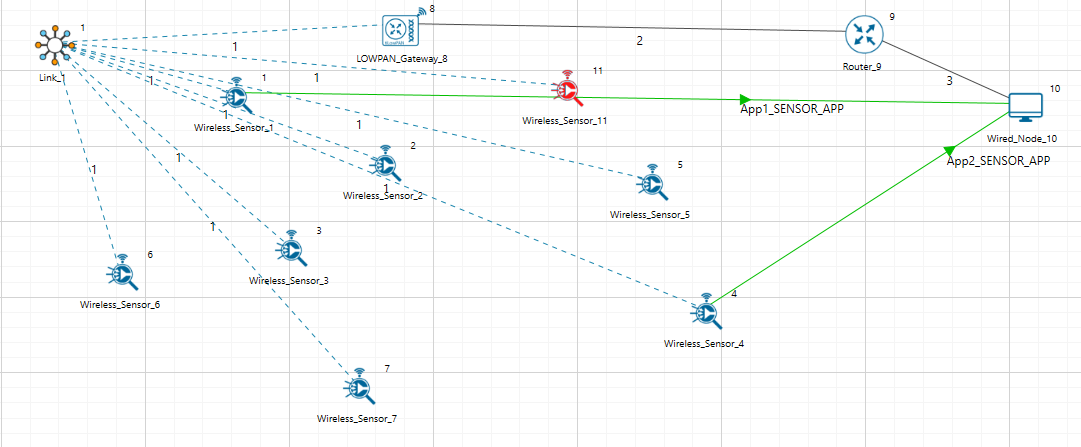 8
9
1
1
2
LOWPAN_Gateway_8
Router_9
Link_1
1
1
1
11
3
10
App1_SENSOR_APP
Wireless_Sensor_1
1
1
Wireless_Sensor_11
Wired_Node_10
2
App2_SENSOR_APP
1
1
5
Wireless_Sensor_2
1
Wireless_Sensor_5
1
3
6
Wireless_Sensor_3
4
Wireless_Sensor_6
Wireless_Sensor_4
7
Wireless_Sensor_7